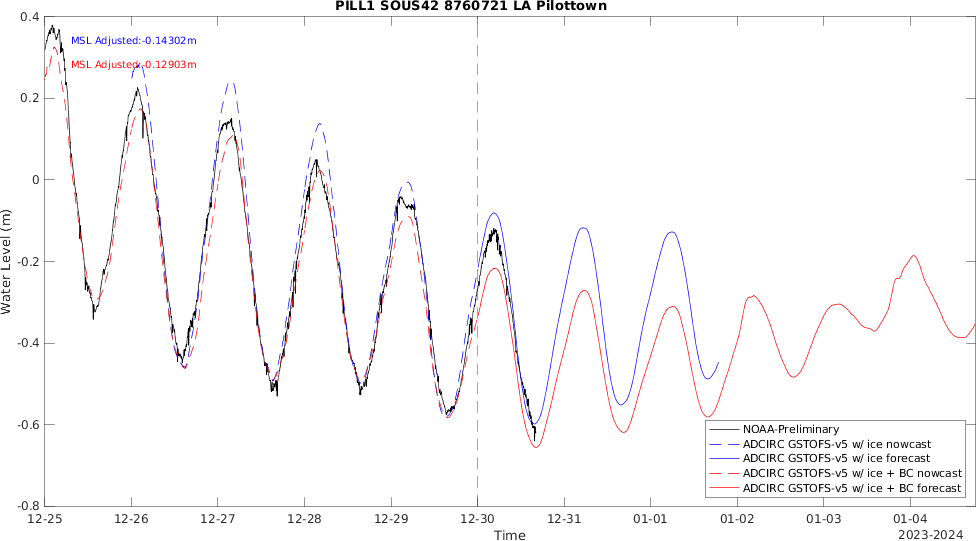 PILL1 SOUS42 8760721 LA Pilottown
MSL Adjusted:-0.14302m
MSL Adjusted:-0.12903m
0.4
0.2
0
-0.2
-0.4
-0.6
-0.8
Water Level (m)
NOAA-Preliminary
ADCIRC GSTOFS-v5 w/ ice nowcast
ADCIRC GSTOFS-v5 w/ ice forecast
ADCIRC GSTOFS-v5 w/ ice + BC nowcast
ADCIRC GSTOFS-v5 w/ ice + BC forecast
12-25 12-26 12-27 12-28 12-29 12-30 12-31 01-01 01-02 01-03 01-04
Time
2023-2024